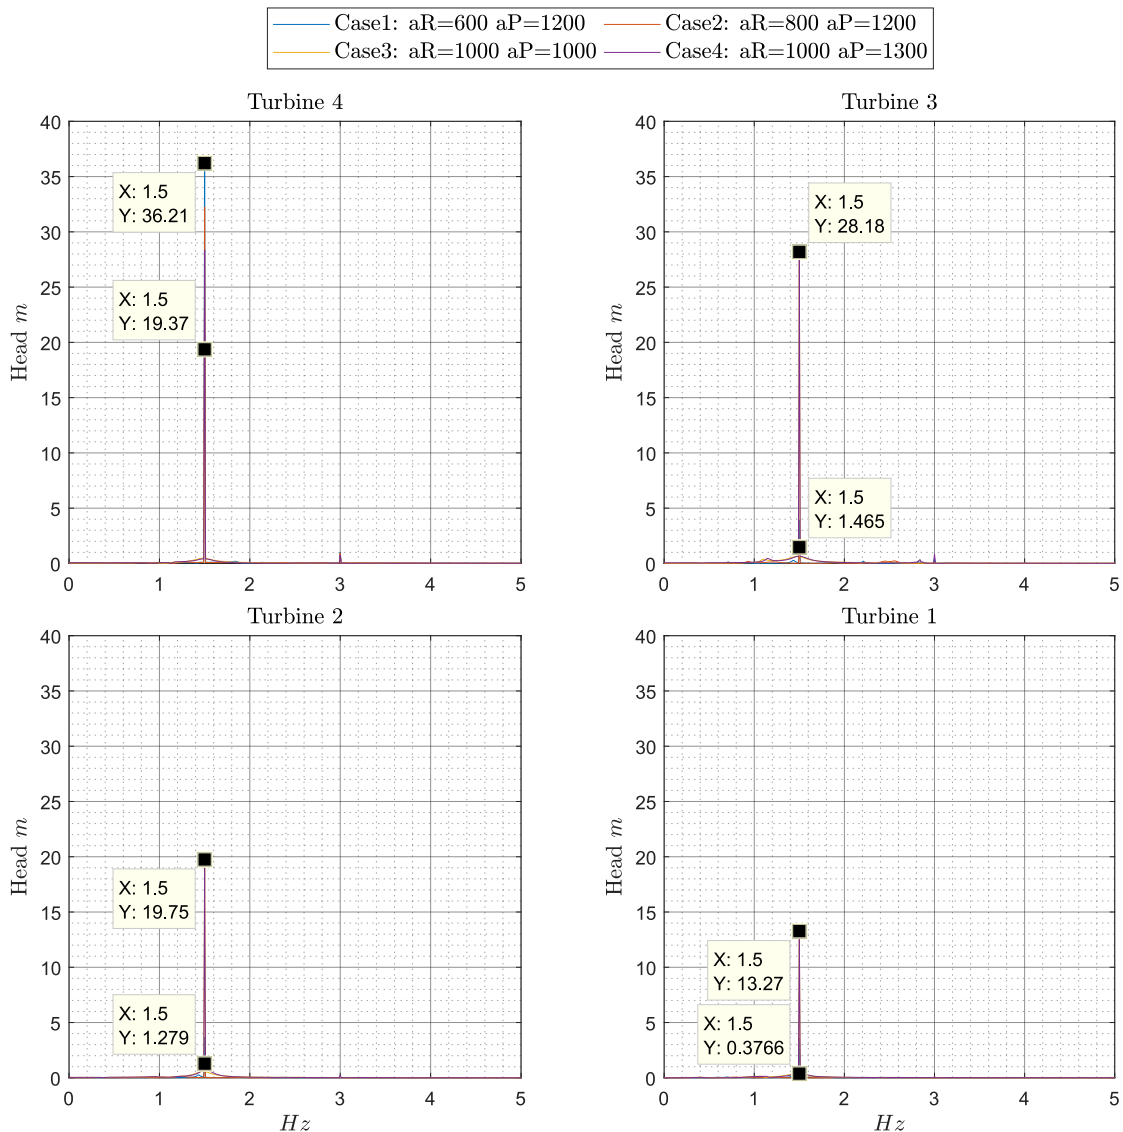 Case1: aR=600 aP=1200
Case2: aR=800 aP=1200
Case3: aR=1000 aP=1000
Case4: aR=1000 aP=1300
Turbine 4
40
35
30
25
20
15
10
5
0
Head m
X: 1.5
Y: 36.21
X: 1.5
Y: 19.37
0 1 2 3 4 5
Turbine 3
40
35
30
25
20
15
10
5
0
Head m
X: 1.5
Y: 28.18
X: 1.5
Y: 1.465
0 1 2 3 4 5
Turbine 2
40
35
30
25
20
15
10
5
0
Head m
X: 1.5
Y: 19.75
X: 1.5
Y: 1.279
0 1 2 3 4 5
Hz
Turbine 1
40
35
30
25
20
15
10
5
0
Head m
X: 1.5
Y: 13.27
X: 1.5
Y: 0.3766
0 1 2 3 4 5
Hz